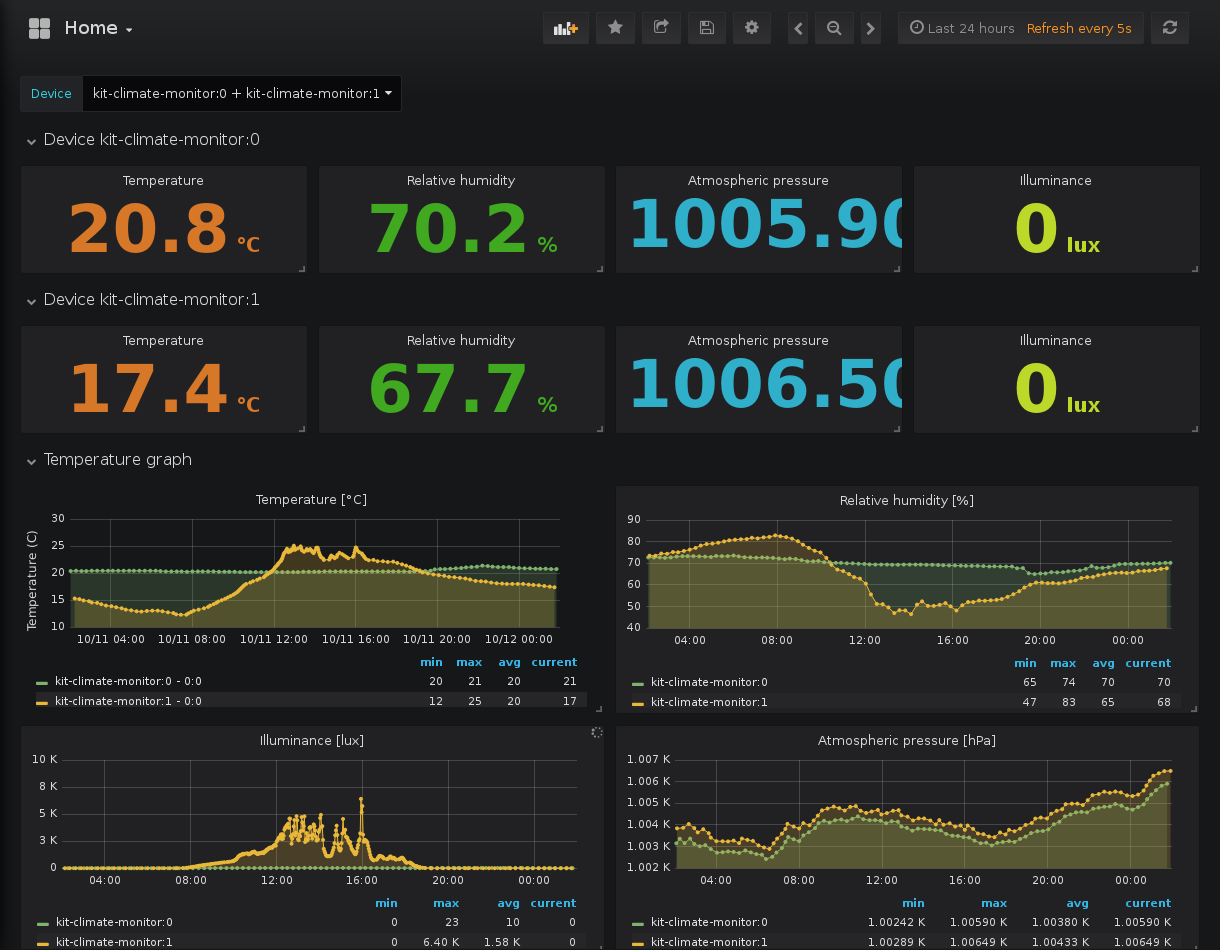 Home
Last 24 hours Refresh every 5s
Device kit-climate-monitor:0 + kit-climate-monitor:1
Device kit-climate-monitor:0
Temperature Relative humidity Atmospheric pressure Illuminance
20.8 °C 70.2 % 1005.90 0 lux
Device kit-climate-monitor:1
Temperature Relative humidity Atmospheric pressure Illuminance
17.4 °C 67.7 % 1006.50 0 lux
Temperature graph
Temperature [°C]
Temperature (C)
30
25
20
15
10
10/11 04:00 10/11 08:00 10/11 12:00 10/11 16:00 10/11 20:00 10/12 00:00
min max avg current
kit-climate-monitor:0 - 0:0 20 21 20 21
kit-climate-monitor:1 - 0:0 12 25 20 17
Relative humidity [%]
90
80
70
60
50
40
04:00 08:00 12:00 16:00 20:00 00:00
min max avg current
kit-climate-monitor:0 65 74 70 70
kit-climate-monitor:1 47 83 65 68
Illuminance [lux]
10 K
8 K
5 K
3 K
0
04:00 08:00 12:00 16:00 20:00 00:00
min max avg current
kit-climate-monitor:0 0 23 10 0
kit-climate-monitor:1 0 6.40 K 1.58 K 0
Atmospheric pressure [hPa]
1.007 K
1.006 K
1.005 K
1.004 K
1.003 K
1.002 K
04:00 08:00 12:00 16:00 20:00 00:00
min max avg current
kit-climate-monitor:0 1.00242 K 1.00590 K 1.00380 K 1.00590 K
kit-climate-monitor:1 1.00289 K 1.00649 K 1.00433 K 1.00649 K